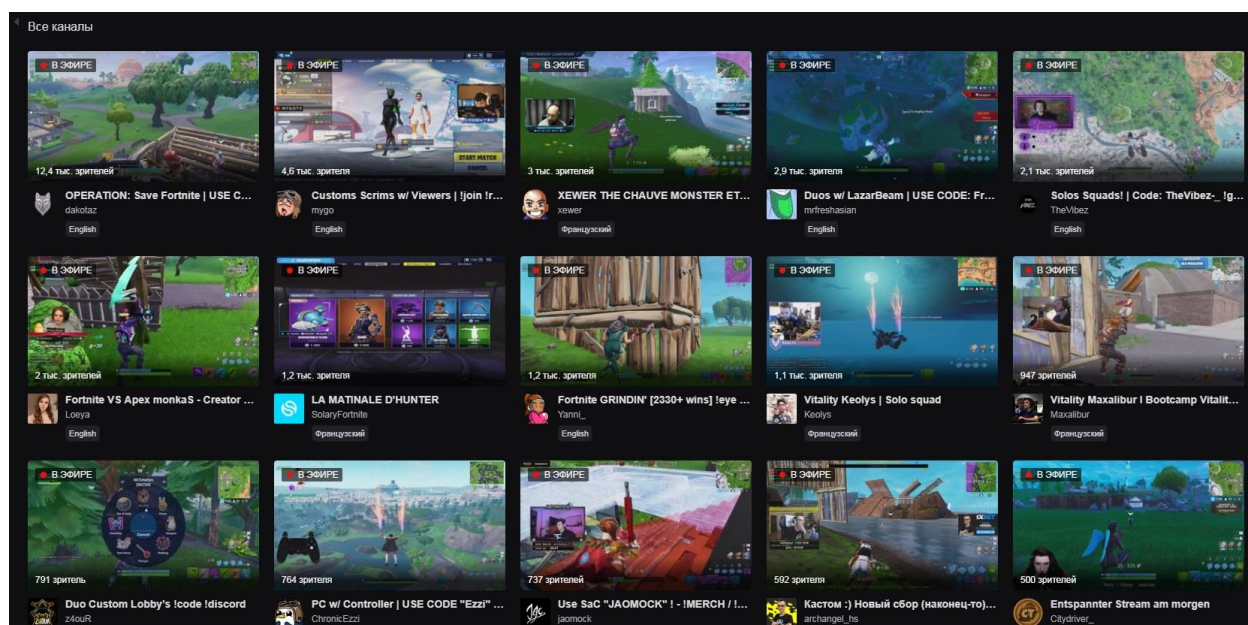 Все каналы
В ЭФИРЕ
12,4 тыс. зрителей
OPERATION: Save Fortnite | USE C...
dakotaz
English
В ЭФИРЕ
START MATCH
CANCEL
4,6 тыс. зрителя
Customs Scrims w/ Viewers | !join !r...
mygo
English
В ЭФИРЕ
3 тыс. зрителей
XEWER THE CHAUVE MONSTER ET...
xewer
Французский
В ЭФИРЕ
2,9 тыс. зрителя
Duos w/ LazarBeam | USE CODE: Fr...
mrfreshasian
English
В ЭФИРЕ
2,1 тыс. зрителя
Solos Squads! | Code: TheVibez-_ !g...
TheVibez
English
В ЭФИРЕ
2 тыс. зрителей
Fortnite VS Apex monkaS - Creator ...
Loeya
English
В ЭФИРЕ
1,2 тыс. зрителя
LA MATINALE D'HUNTER
SolaryFortnite
Французский
В ЭФИРЕ
1,2 тыс. зрителя
Fortnite GRINDIN' [2330+ wins] !eye ...
Yanni_
English
В ЭФИРЕ
1,1 тыс. зрителя
Vitality Keolys | Solo squad
Keolys
Французский
В ЭФИРЕ
947 зрителей
Vitality Maxalibur I Bootcamp Vitalit...
Maxalibur
Французский
В ЭФИРЕ
791 зритель
Duo Custom Lobby's !code !discord
z4ouR
В ЭФИРЕ
764 зрителя
PC w/ Controller | USE CODE "Ezzi" ...
ChronicEzzi
В ЭФИРЕ
737 зрителей
Use SaC "JAOMOCK" ! - !MERCH / !...
jaomock
В ЭФИРЕ
592 зрителя
Кастом :) Новый сбор (наконец-то)...
archangel_hs
В ЭФИРЕ
500 зрителей
Entspannter Stream am morgen
Citydriver_